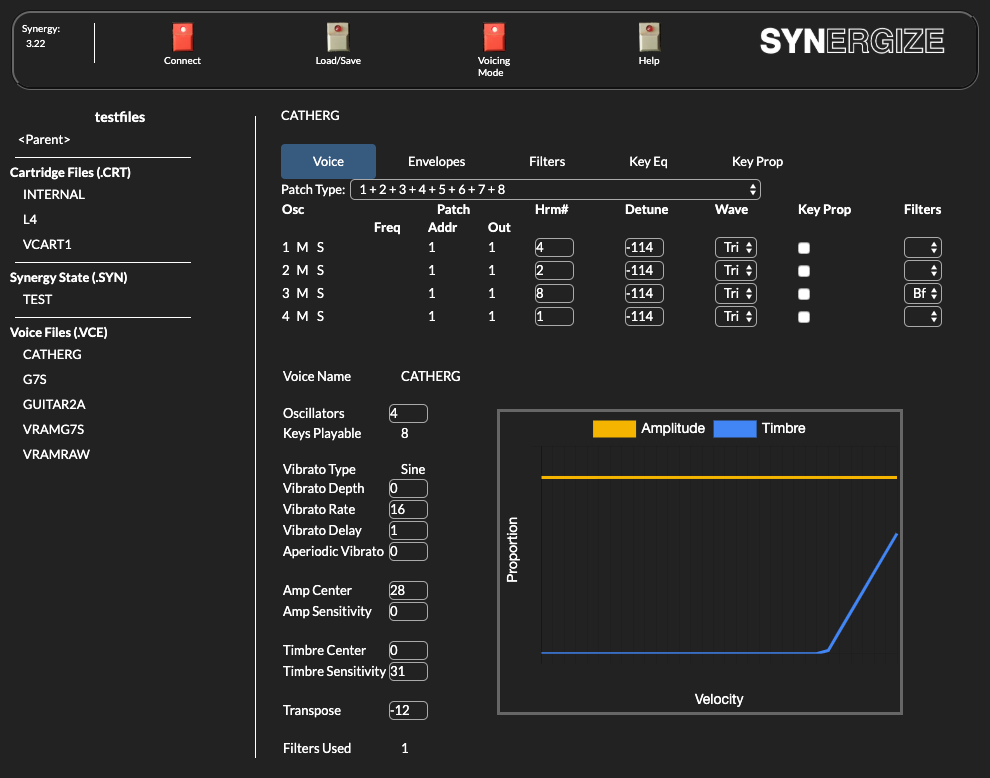 Synergy:
3.22
Connect
Load/Save
Voicing
Mode
Help
SYNERGIZE
testfiles
<Parent>
Cartridge Files (.CRT)
INTERNAL
L4
VCART1
Synergy State (.SYN)
TEST
Voice Files (.VCE)
CATHERG
G7S
GUITAR2A
VRAMG7S
VRAMRAW
CATHERG
Voice Envelopes Filters Key Eq Key Prop
Patch Type: 1 + 2 + 3 + 4 + 5 + 6 + 7 + 8
Osc Patch Hrm# Detune Wave Key Prop Filters
Freq Addr Out
1 M S 1 1 4 -114 Tri
2 M S 1 1 2 -114 Tri
3 M S 1 1 8 -114 Tri Bf
4 M S 1 1 1 -114 Tri
Voice Name CATHERG
Oscillators 4
Keys Playable 8
Vibrato Type Sine
Vibrato Depth 0
Vibrato Rate 16
Vibrato Delay 1
Aperiodic Vibrato 0
Amp Center 28
Amp Sensitivity 0
Timbre Center 0
Timbre Sensitivity 31
Transpose -12
Filters Used 1
Amplitude Timbre
Proportion
Velocity